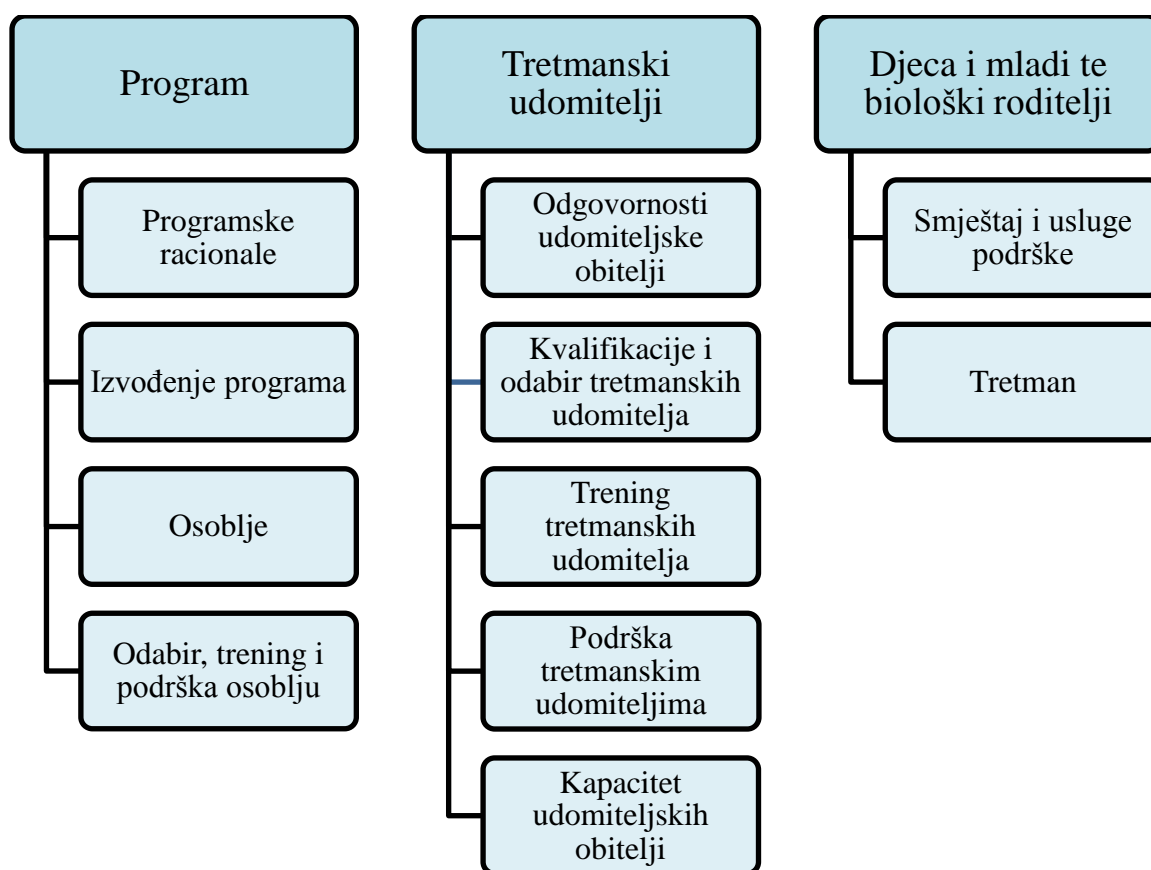 Program
Programske
racionale
Izvođenje programa
Osoblje
Odabir, trening i
podrška osoblju
Tretmanski
udomitelji
Odgovornosti
udomiteljske
obitelji
Kvalifikacije i
odabir tretmanskih
udomitelja
Trening
tretmanskih
udomitelja
Podrška
tretmanskim
udomiteljima
Kapacitet
udomiteljskih
obitelji
Djeca i mladi te
biološki roditelji
Smještaj i usluge
podrške
Tretman